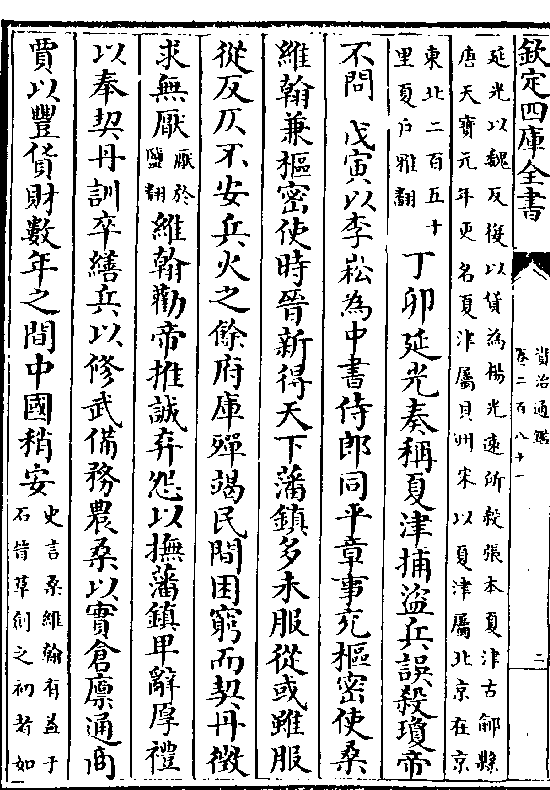 欽定四庫全書
資治通鑑
卷二百八十一
二
延光以魏反復以貨為楊光遠所殺張本夏津古鄃縣
唐天寶元年更名夏津屬貝州宋以夏津屬北京在京
東北二百五十
里夏戶雅翻
丁卯延光奏稱夏津捕盜兵誤殺瓊帝
不問 戊寅以李崧為中書侍郎同平章事充樞密使桑
維翰兼樞密使時晉新得天下藩鎮多未服從或雖服
從反仄不安兵火之餘府庫殫竭民間困窮而契丹徵
求無厭
厭於
鹽翻
維翰勸帝推誠弃怨以撫藩鎮卑辭厚禮
以奉契丹訓卒繕兵以修武備務農桑以實倉廩通商
賈以豐貨財數年之間中國稍安
史言桑維翰有益于
石晉草創之初者如